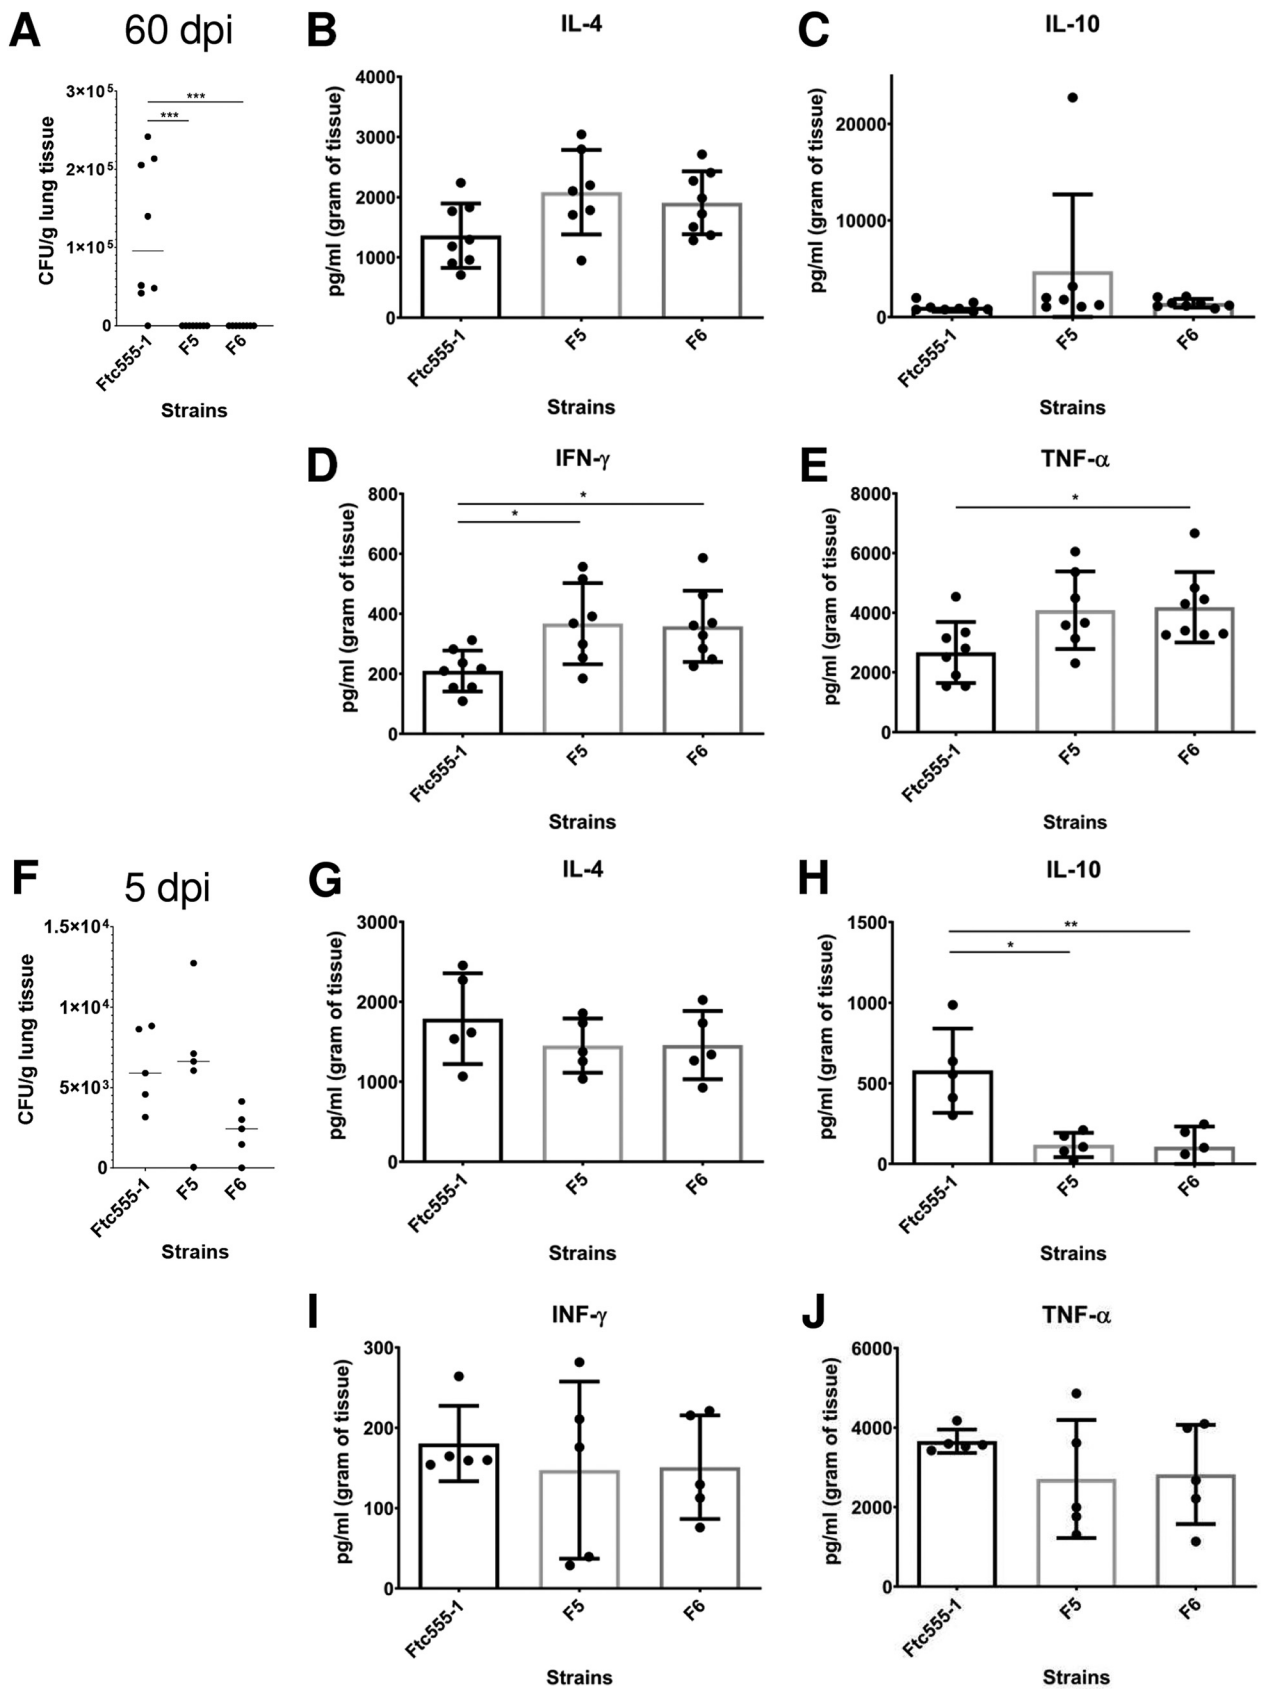 A 60 dpi
CFU/g lung tissue
3×10⁵
2×10⁵
1×10⁵
0
***
***
Ftc555-1 F5 F6
Strains
B IL-4
pg/ml (gram of tissue)
4000
3000
2000
1000
0
Ftc555-1 F5 F6
Strains
C IL-10
pg/ml (gram of tissue)
20000
10000
0
Ftc555-1 F5 F6
Strains
D IFN-γ
pg/ml (gram of tissue)
800
600
400
200
0
*
*
Ftc555-1 F5 F6
Strains
E TNF-α
pg/ml (gram of tissue)
8000
6000
4000
2000
0
*
Ftc555-1 F5 F6
Strains
F 5 dpi
CFU/g lung tissue
1.5×10⁴
1×10⁴
5×10³
0
Ftc555-1 F5 F6
Strains
G IL-4
pg/ml (gram of tissue)
3000
2000
1000
0
Ftc555-1 F5 F6
Strains
H IL-10
pg/ml (gram of tissue)
1500
1000
500
0
**
*
Ftc555-1 F5 F6
Strains
I INF-γ
pg/ml (gram of tissue)
300
200
100
0
Ftc555-1 F5 F6
Strains
J TNF-α
pg/ml (gram of tissue)
6000
4000
2000
0
Ftc555-1 F5 F6
Strains